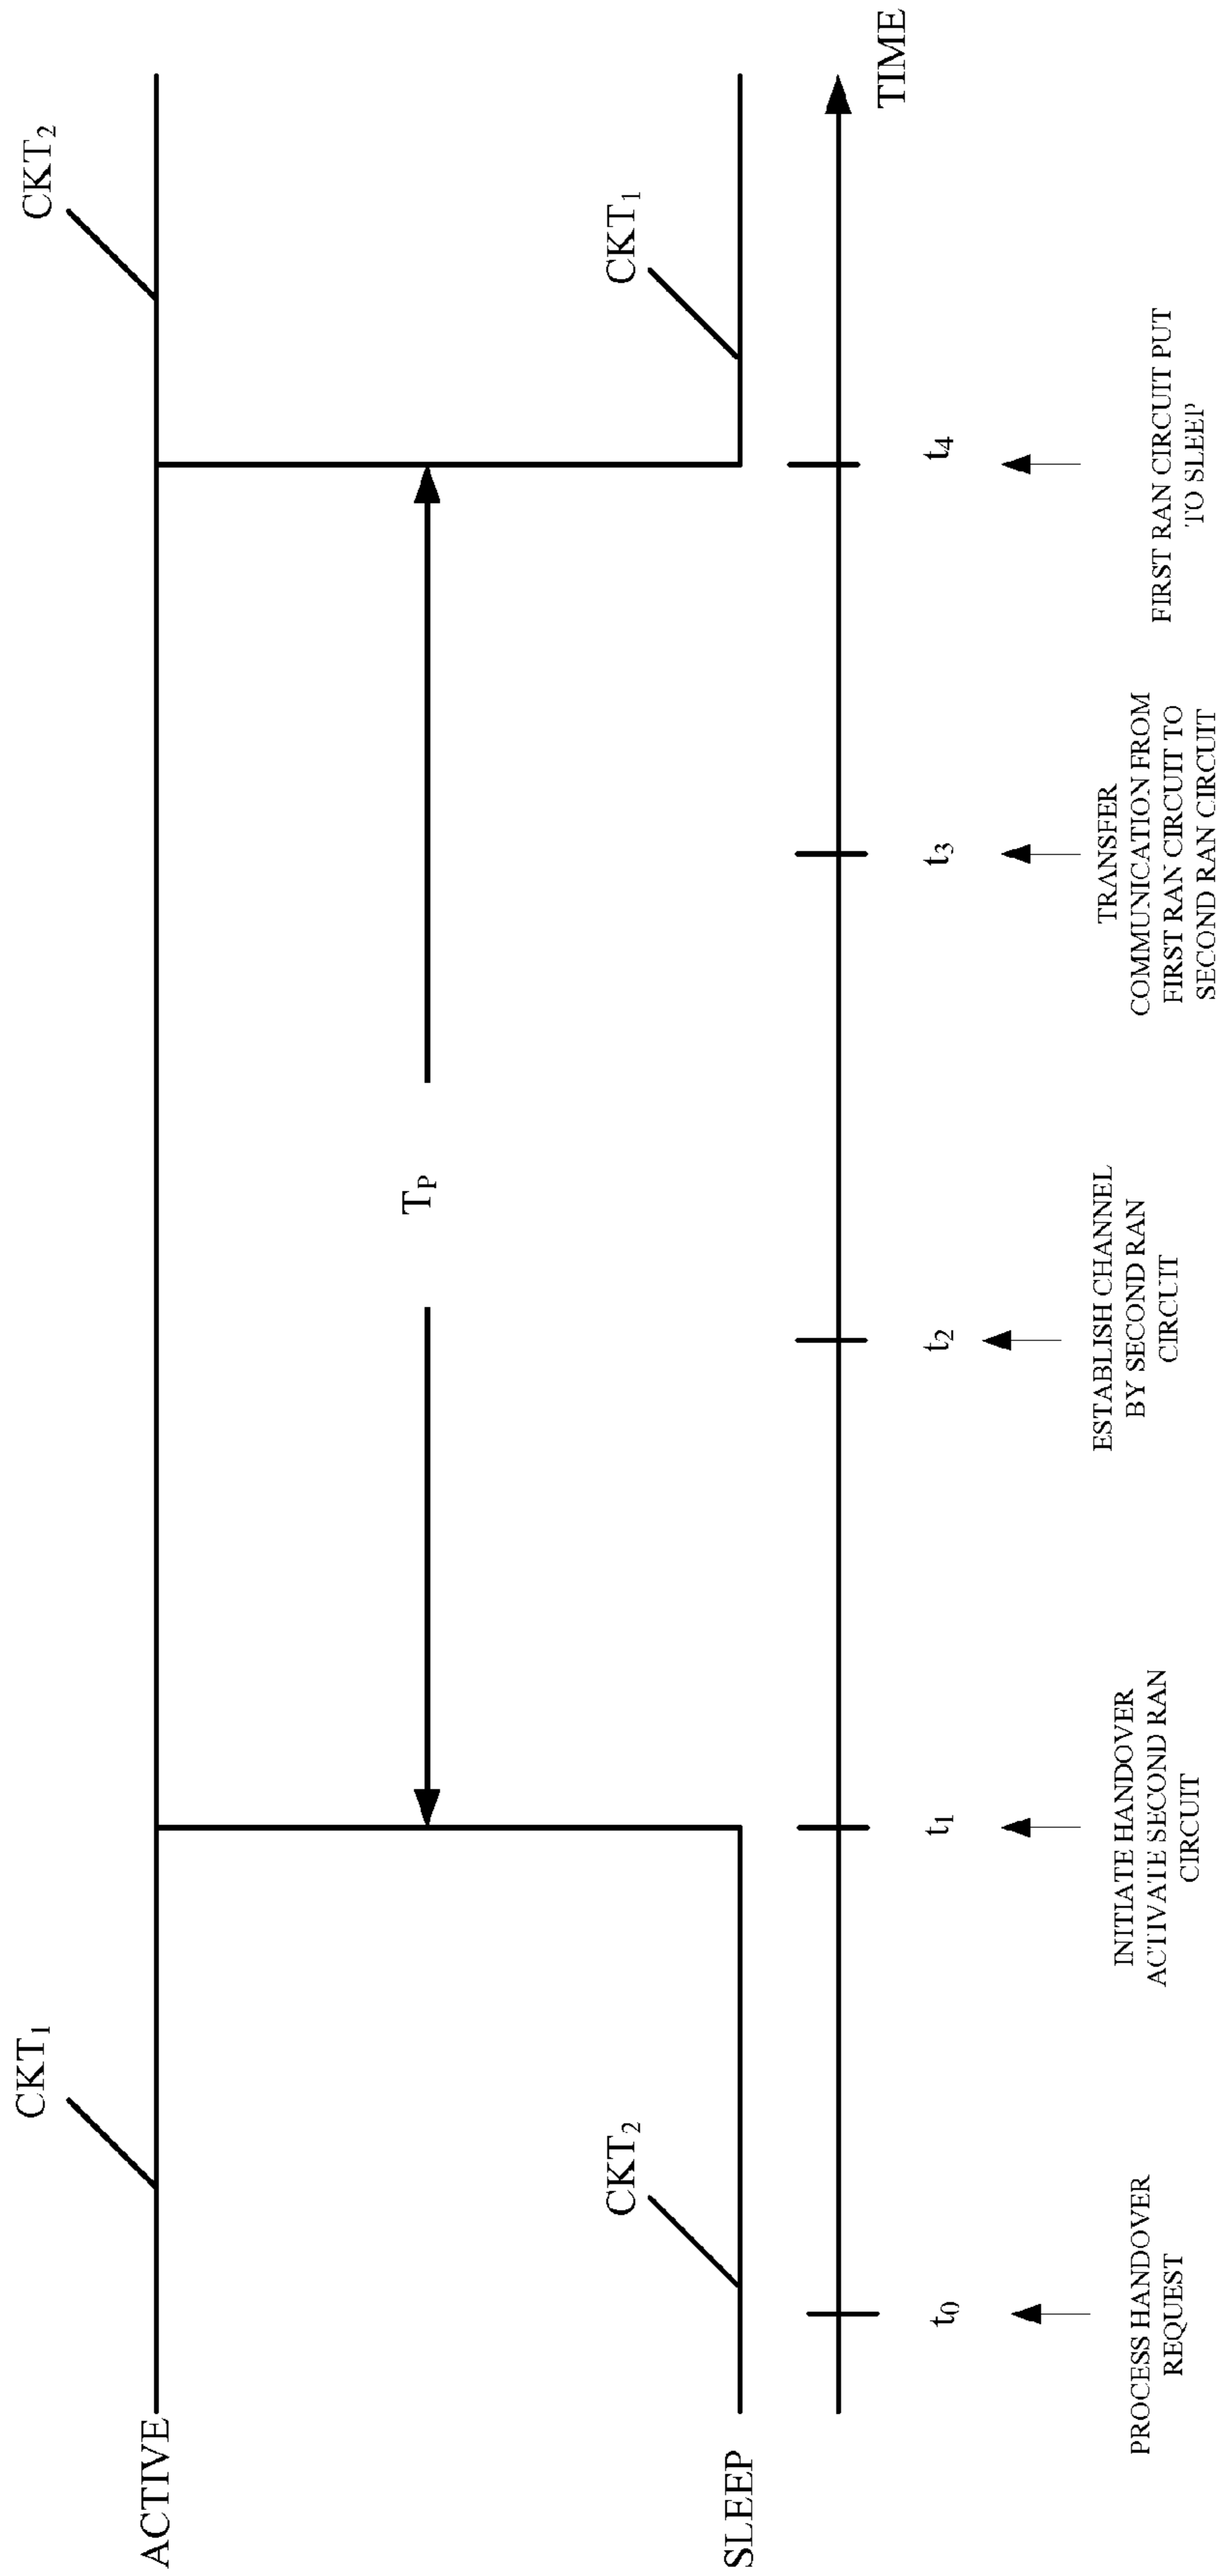 CKT₁
CKT₂
ACTIVE
Tₚ
CKT₂
CKT₁
SLEEP
TIME
t₀
t₁
t₂
t₃
t₄
PROCESS HANDOVER
REQUEST
INITIATE HANDOVER
ACTIVATE SECOND RAN
CIRCUIT
ESTABLISH CHANNEL
BY SECOND RAN
CIRCUIT
TRANSFER
COMMUNICATION FROM
FIRST RAN CIRCUIT TO
SECOND RAN CIRCUIT
FIRST RAN CIRCUIT PUT
TO SLEEP